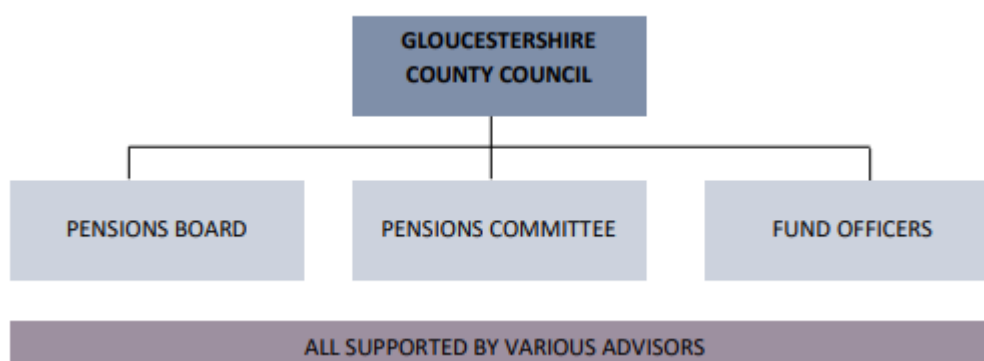 GLOUCESTERSHIRE
COUNTY COUNCIL
PENSIONS BOARD
PENSIONS COMMITTEE
FUND OFFICERS
ALL SUPPORTED BY VARIOUS ADVISORS